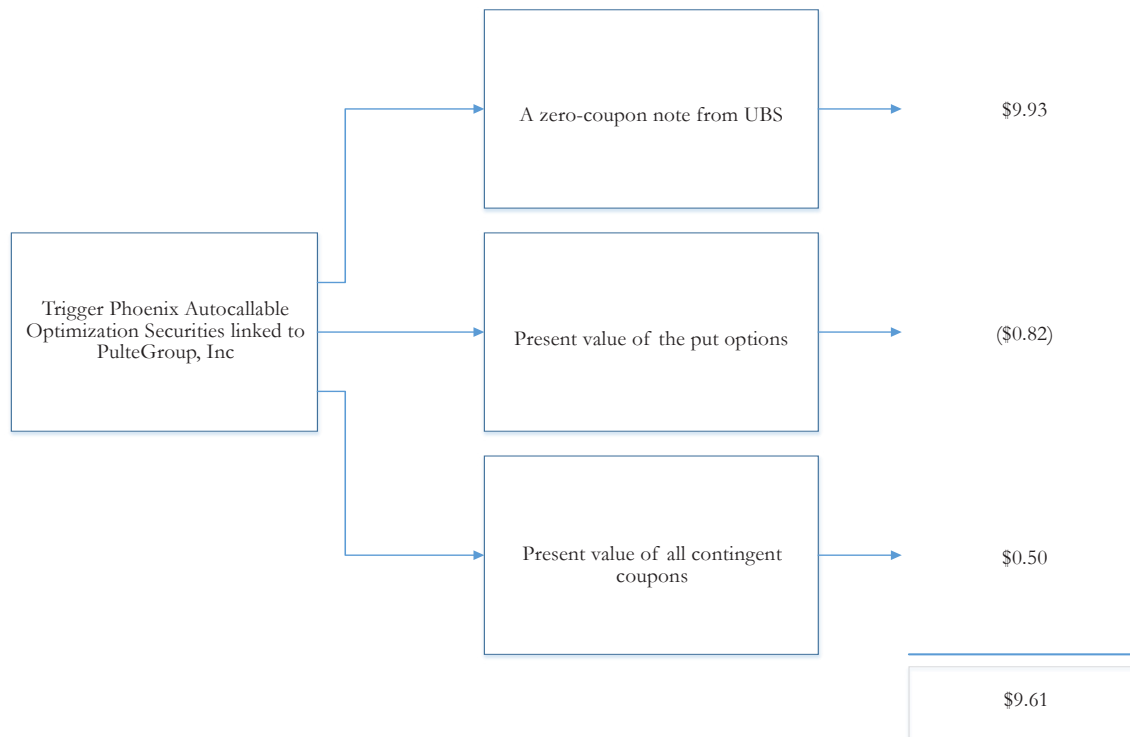 A zero-coupon note from UBS
$9.93
Trigger Phoenix Autocallable
Optimization Securities linked to
PulteGroup, Inc
Present value of the put options
($0.82)
Present value of all contingent
coupons
$0.50
$9.61